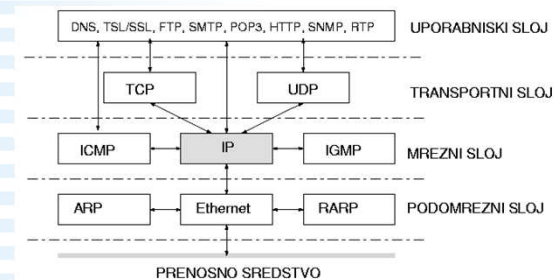 DNS, TSL/SSL, FTP, SMTP, POP3, HTTP, SNMP, RTP UPORABNISKI SLOJ
TCP UDP TRANSPORTNI SLOJ
ICMP IP IGMP MREZNI SLOJ
ARP Ethernet RARP PODOMREZNI SLOJ
PRENOSNO SREDSTVO